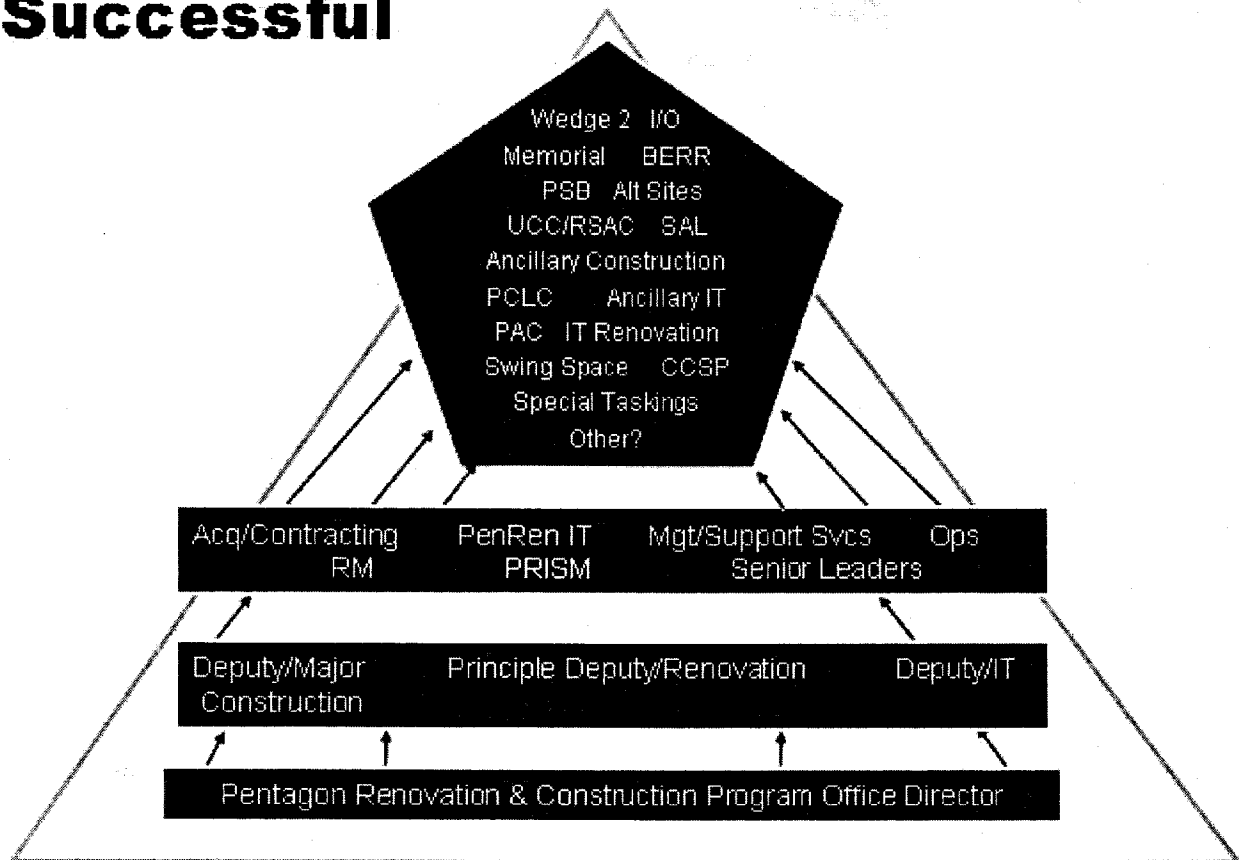 Successful
Wedge 2 I/O
Memorial BERR
PSB Alt Sites
UCC/RSAC SAL
Ancillary Construction
PCLC Ancillary IT
PAC IT Renovation
Swing Space CCSP
Special Taskings
Other?
Acq/Contracting PenRen IT Mgt/Support Svcs Ops
RM PRISM Senior Leaders
Deputy/Major Principle Deputy/Renovation Deputy/IT
Construction
Pentagon Renovation & Construction Program Office Director